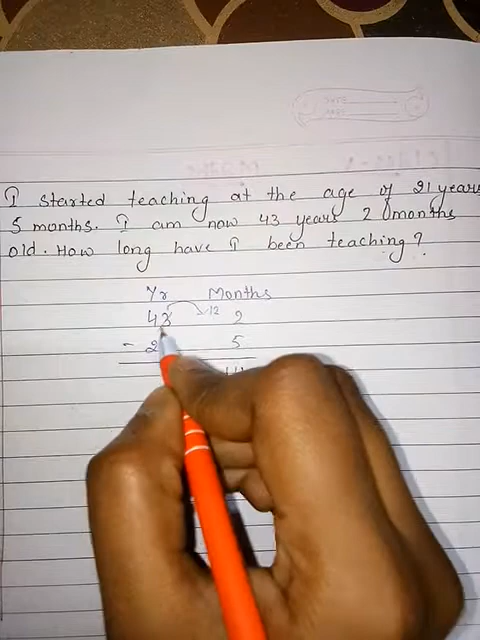 DATE
I started teaching at the age of 21 years
5 months. I am now 43 years 2 months
old. How long have I been teaching?
Yr Months
43 12 2
- 2 5